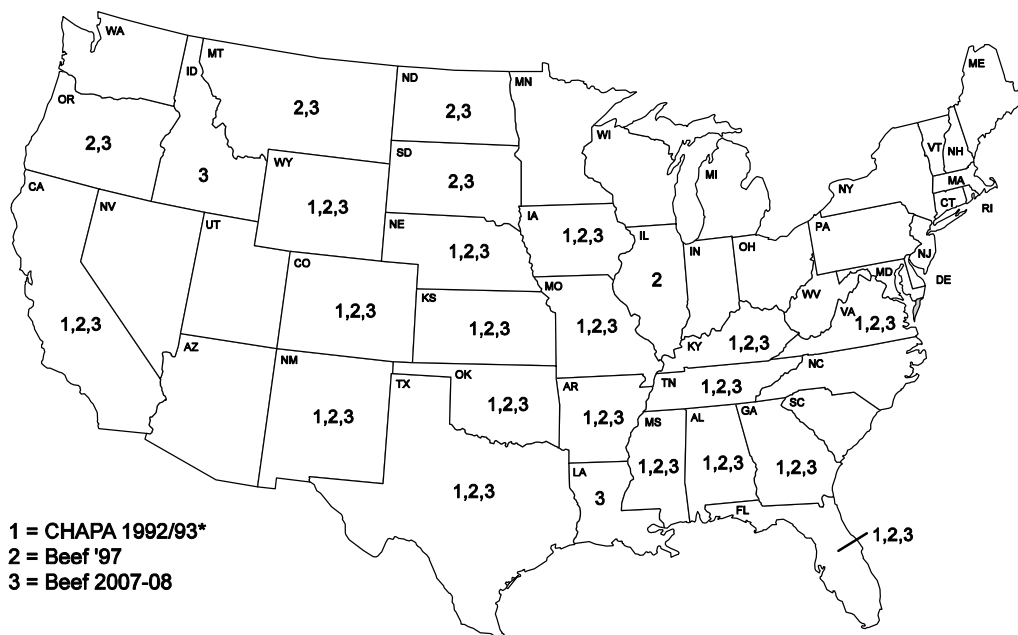 WA
MT
ID
ND
MN
ME
OR
2,3
2,3
WI
VT
NH
2,3
SD
MI
WY
3
2,3
NY
MA
CT
RI
CA
NV
UT
1,2,3
NE
IA
1,2,3
IL
IN
OH
PA
NJ
1,2,3
CO
MO
2
MD
DE
KS
WV
VA
1,2,3
1,2,3
1,2,3
1,2,3
1,2,3
KY
1,2,3
AZ
NM
TX
OK
AR
TN
1,2,3
NC
1,2,3
1,2,3
1,2,3
MS
AL
GA
SC
LA
1,2,3
1,2,3
1,2,3
1,2,3
3
FL
1,2,3
1 = CHAPA 1992/93*
2 = Beef '97
3 = Beef 2007-08